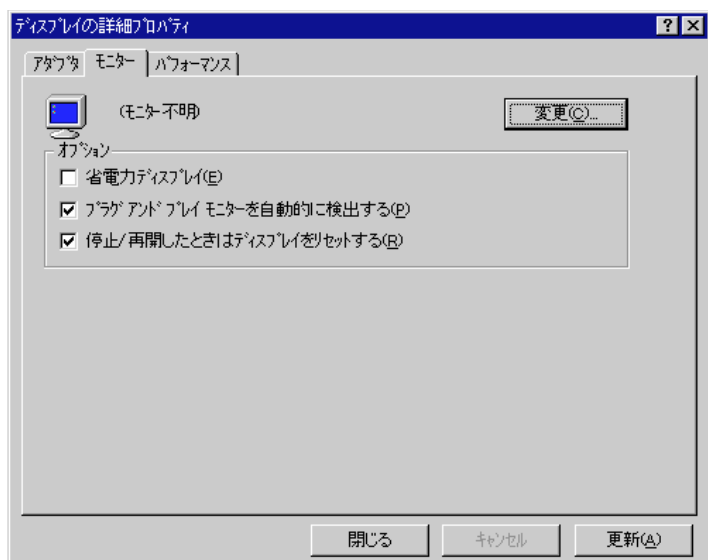 ディスプレイの詳細プロパティ
アダプタ モニター パフォーマンス
(モニター不明) 変更(C)...
オプション
省電力ディスプレイ(E)
プラグ アンド プレイ モニターを自動的に検出する(P)
停止/再開したときはディスプレイをリセットする(R)
閉じる キャンセル 更新(A)